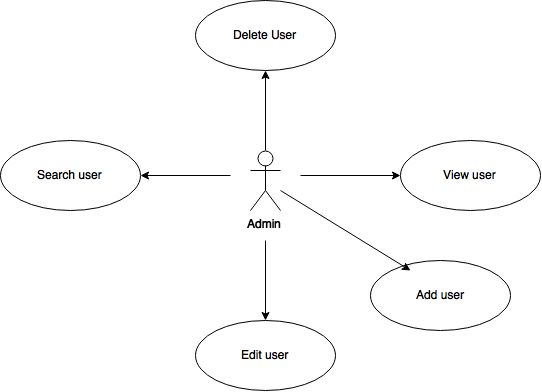 Delete User
Search user
View user
Admin
Add user
Edit user